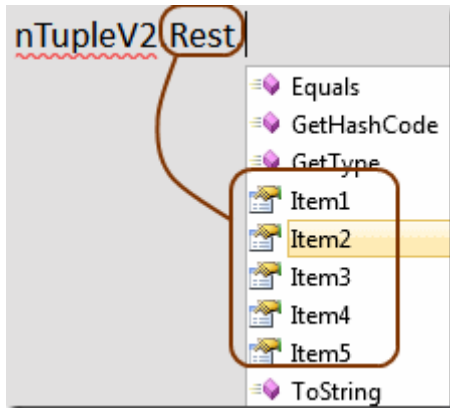 nTupleV2 Rest
Equals
GetHashCode
GetType
Item1
Item2
Item3
Item4
Item5
ToString